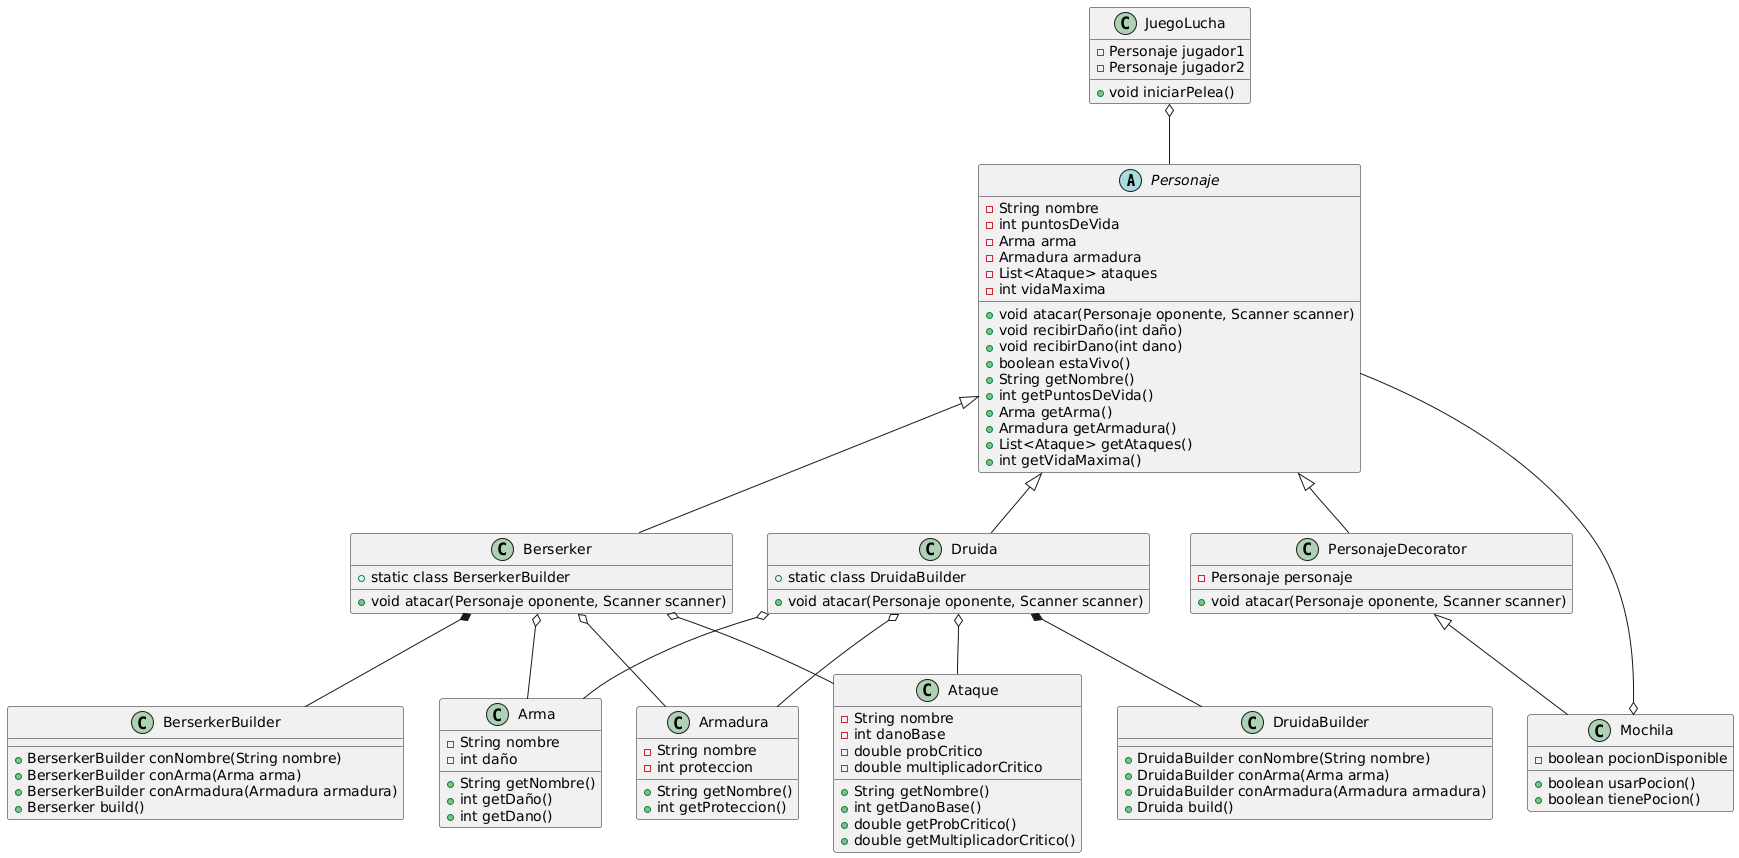 C JuegoLucha
Personaje jugador1
Personaje jugador2
void iniciarPelea()
A Personaje
String nombre
int puntosDeVida
Arma arma
Armadura armadura
List<Ataque> ataques
int vidaMaxima
void atacar(Personaje oponente, Scanner scanner)
void recibirDaño(int daño)
void recibirDano(int dano)
boolean estaVivo()
String getNombre()
int getPuntosDeVida()
Arma getArma()
Armadura getArmadura()
List<Ataque> getAtaques()
int getVidaMaxima()
C Berserker
static class BerserkerBuilder
void atacar(Personaje oponente, Scanner scanner)
C Druida
static class DruidaBuilder
void atacar(Personaje oponente, Scanner scanner)
C PersonajeDecorator
Personaje personaje
void atacar(Personaje oponente, Scanner scanner)
C BerserkerBuilder
BerserkerBuilder conNombre(String nombre)
BerserkerBuilder conArma(Arma arma)
BerserkerBuilder conArmadura(Armadura armadura)
Berserker build()
C Arma
String nombre
int daño
String getNombre()
int getDaño()
int getDano()
C Armadura
String nombre
int proteccion
String getNombre()
int getProteccion()
C Ataque
String nombre
int danoBase
double probCritico
double multiplicadorCritico
String getNombre()
int getDanoBase()
double getProbCritico()
double getMultiplicadorCritico()
C DruidaBuilder
DruidaBuilder conNombre(String nombre)
DruidaBuilder conArma(Arma arma)
DruidaBuilder conArmadura(Armadura armadura)
Druida build()
C Mochila
boolean pocionDisponible
boolean usarPocion()
boolean tienePocion()